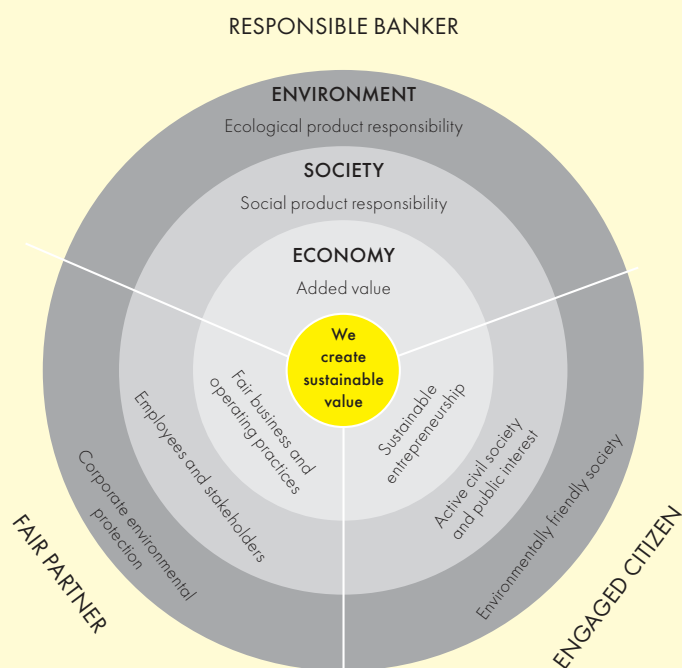 RESPONSIBLE BANKER
ENVIRONMENT
Ecological product responsibility
SOCIETY
Social product responsibility
ECONOMY
Added value
We
create
sustainable
value
Fair business and
operating practices
Employees and stakeholders
Corporate environmental
protection
FAIR PARTNER
Sustainable
entrepreneurship
Active civil society
and public interest
Environmentally friendly society
ENGAGED CITIZEN